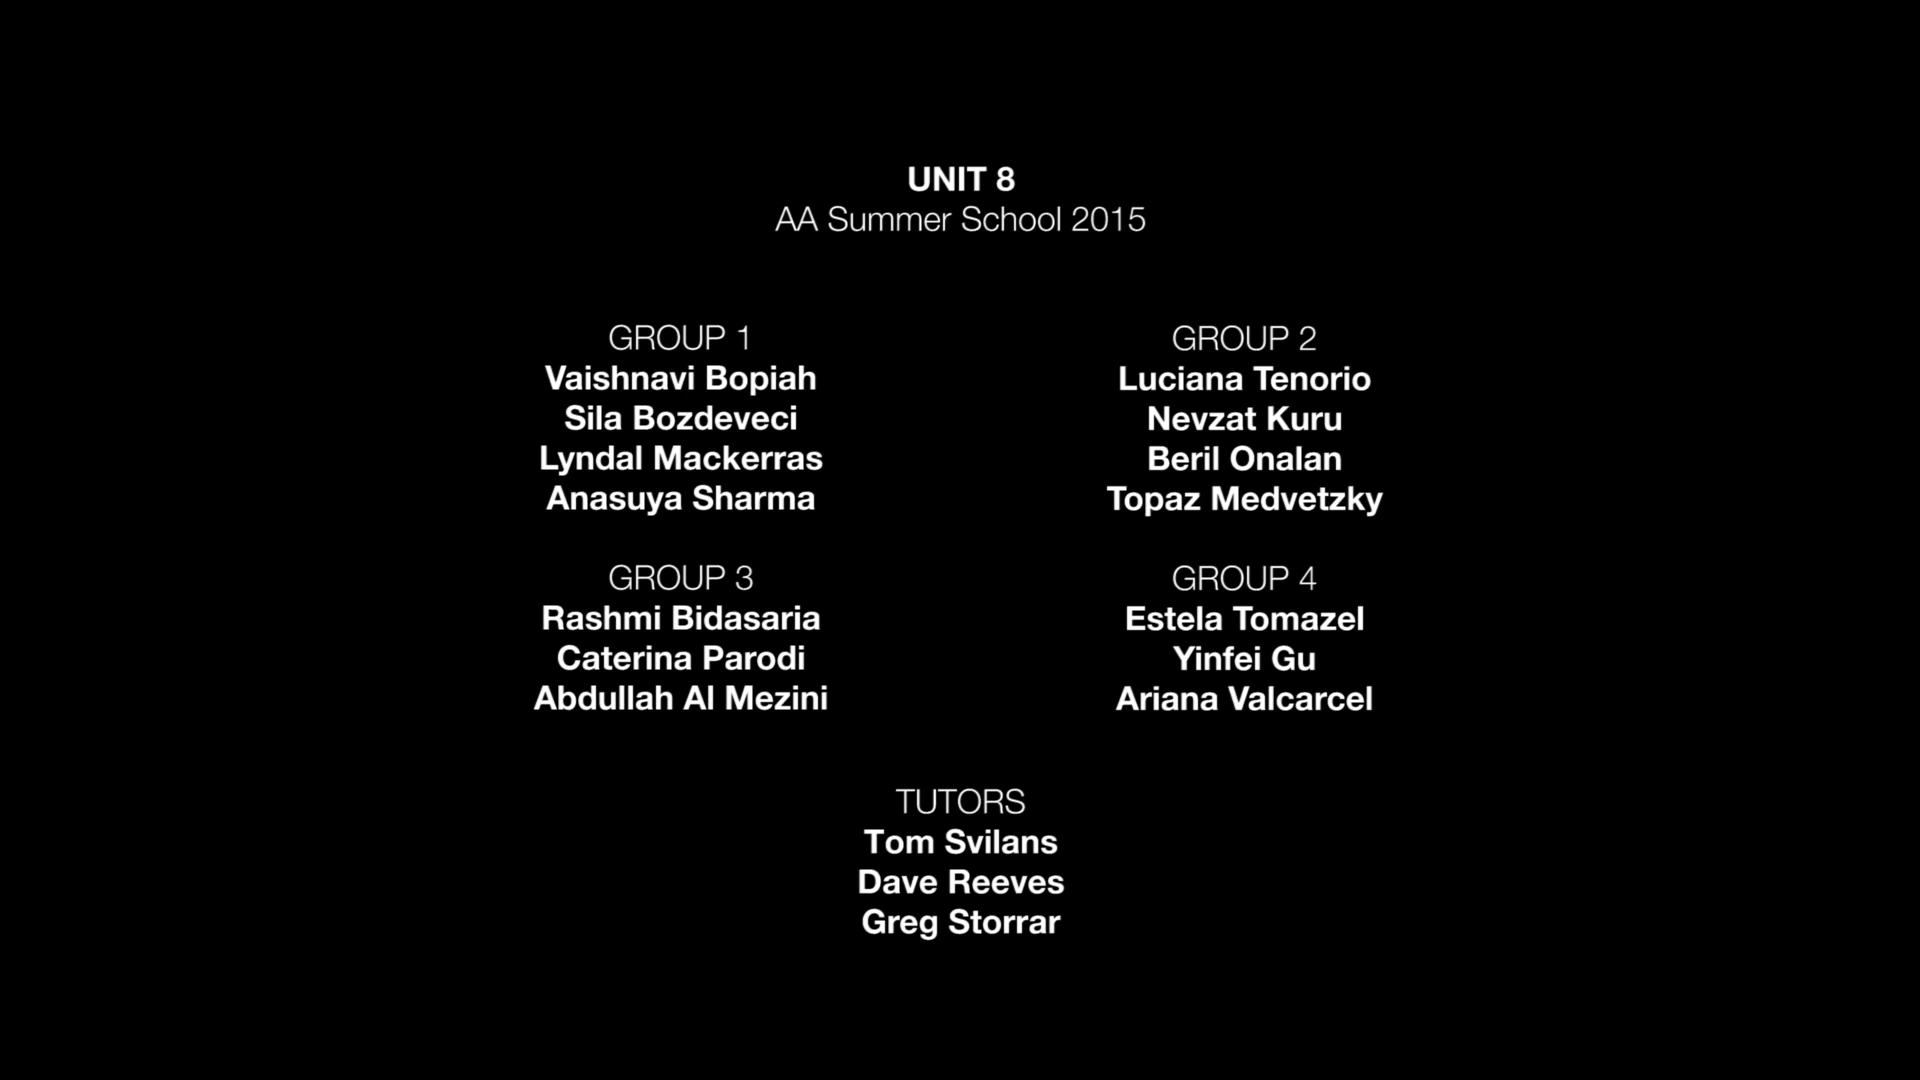 UNIT 8
AA Summer School 2015
GROUP 1
Vaishnavi Bopiah
Sila Bozdeveci
Lyndal Mackerras
Anasuya Sharma
GROUP 2
Luciana Tenorio
Nevzat Kuru
Beril Onalan
Topaz Medvetzky
GROUP 3
Rashmi Bidasaria
Caterina Parodi
Abdullah Al Mezini
GROUP 4
Estela Tomazel
Yinfei Gu
Ariana Valcarcel
TUTORS
Tom Svilans
Dave Reeves
Greg Storrar